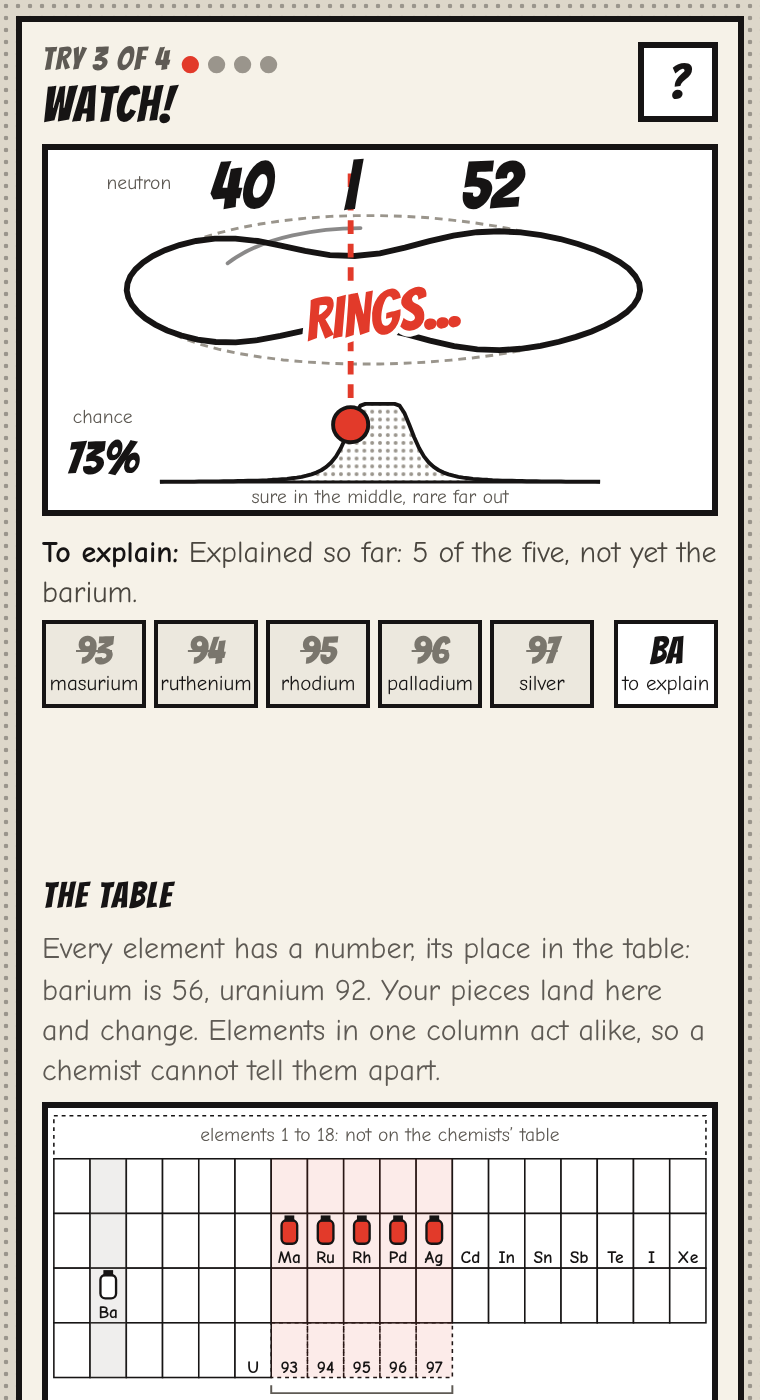 TRY 3 OF 4
WATCH!
?
neutron 40 | 52
RINGS...
chance
73%
sure in the middle, rare far out
To explain: Explained so far: 5 of the five, not yet the
barium.
93 94 95 96 97 BA
masurium ruthenium rhodium palladium silver to explain
THE TABLE
Every element has a number, its place in the table:
barium is 56, uranium 92. Your pieces land here
and change. Elements in one column act alike, so a
chemist cannot tell them apart.
elements 1 to 18: not on the chemists’ table
Ma Ru Rh Pd Ag Cd In Sn Sb Te I Xe
Ba
U 93 94 95 96 97